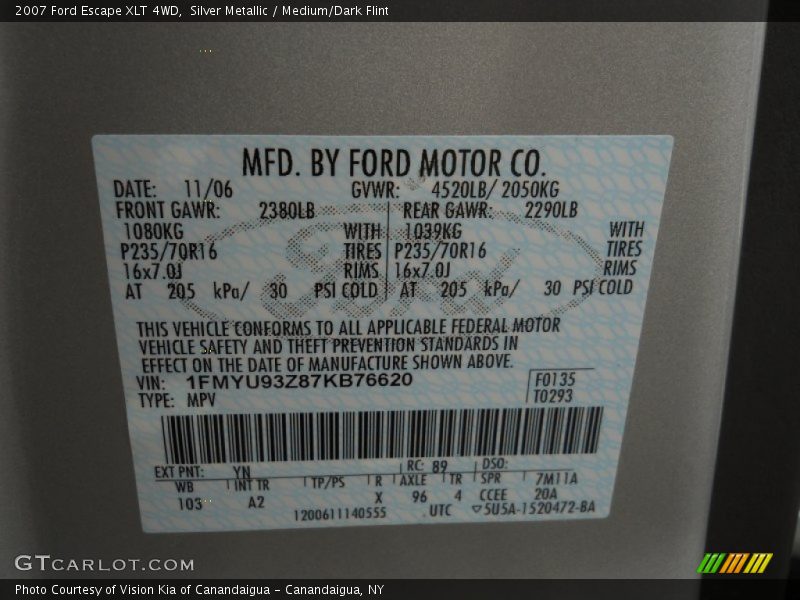 2007 Ford Escape XLT 4WD,  Silver Metallic / Medium/Dark Flint
MFD. BY FORD MOTOR CO.
DATE: 11/06 GVWR: 4520LB/ 2050KG
FRONT GAWR: 2380LB REAR GAWR: 2290LB
1080KG WITH 1039KG WITH
P235/70R16 TIRES P235/70R16 TIRES
16x7.0J RIMS 16x7.0J RIMS
AT 205 kPa/ 30 PSI COLD AT 205 kPa/ 30 PSI COLD
Ford
THIS VEHICLE CONFORMS TO ALL APPLICABLE FEDERAL MOTOR
VEHICLE SAFETY AND THEFT PREVENTION STANDARDS IN
EFFECT ON THE DATE OF MANUFACTURE SHOWN ABOVE.
VIN: 1FMYU93Z87KB76620 F0135
TYPE: MPV T0293
EXT PNT: YN RC: 89 DSO:
WB INT TR TP/PS R AXLE TR SPR 7M11A
103 A2 X 96 4 CCEE 20A
1200611140555 .UTC ▽5U5A-1520472-BA
GTCARLOT.COM
Photo Courtesy of Vision Kia of Canandaigua - Canandaigua, NY